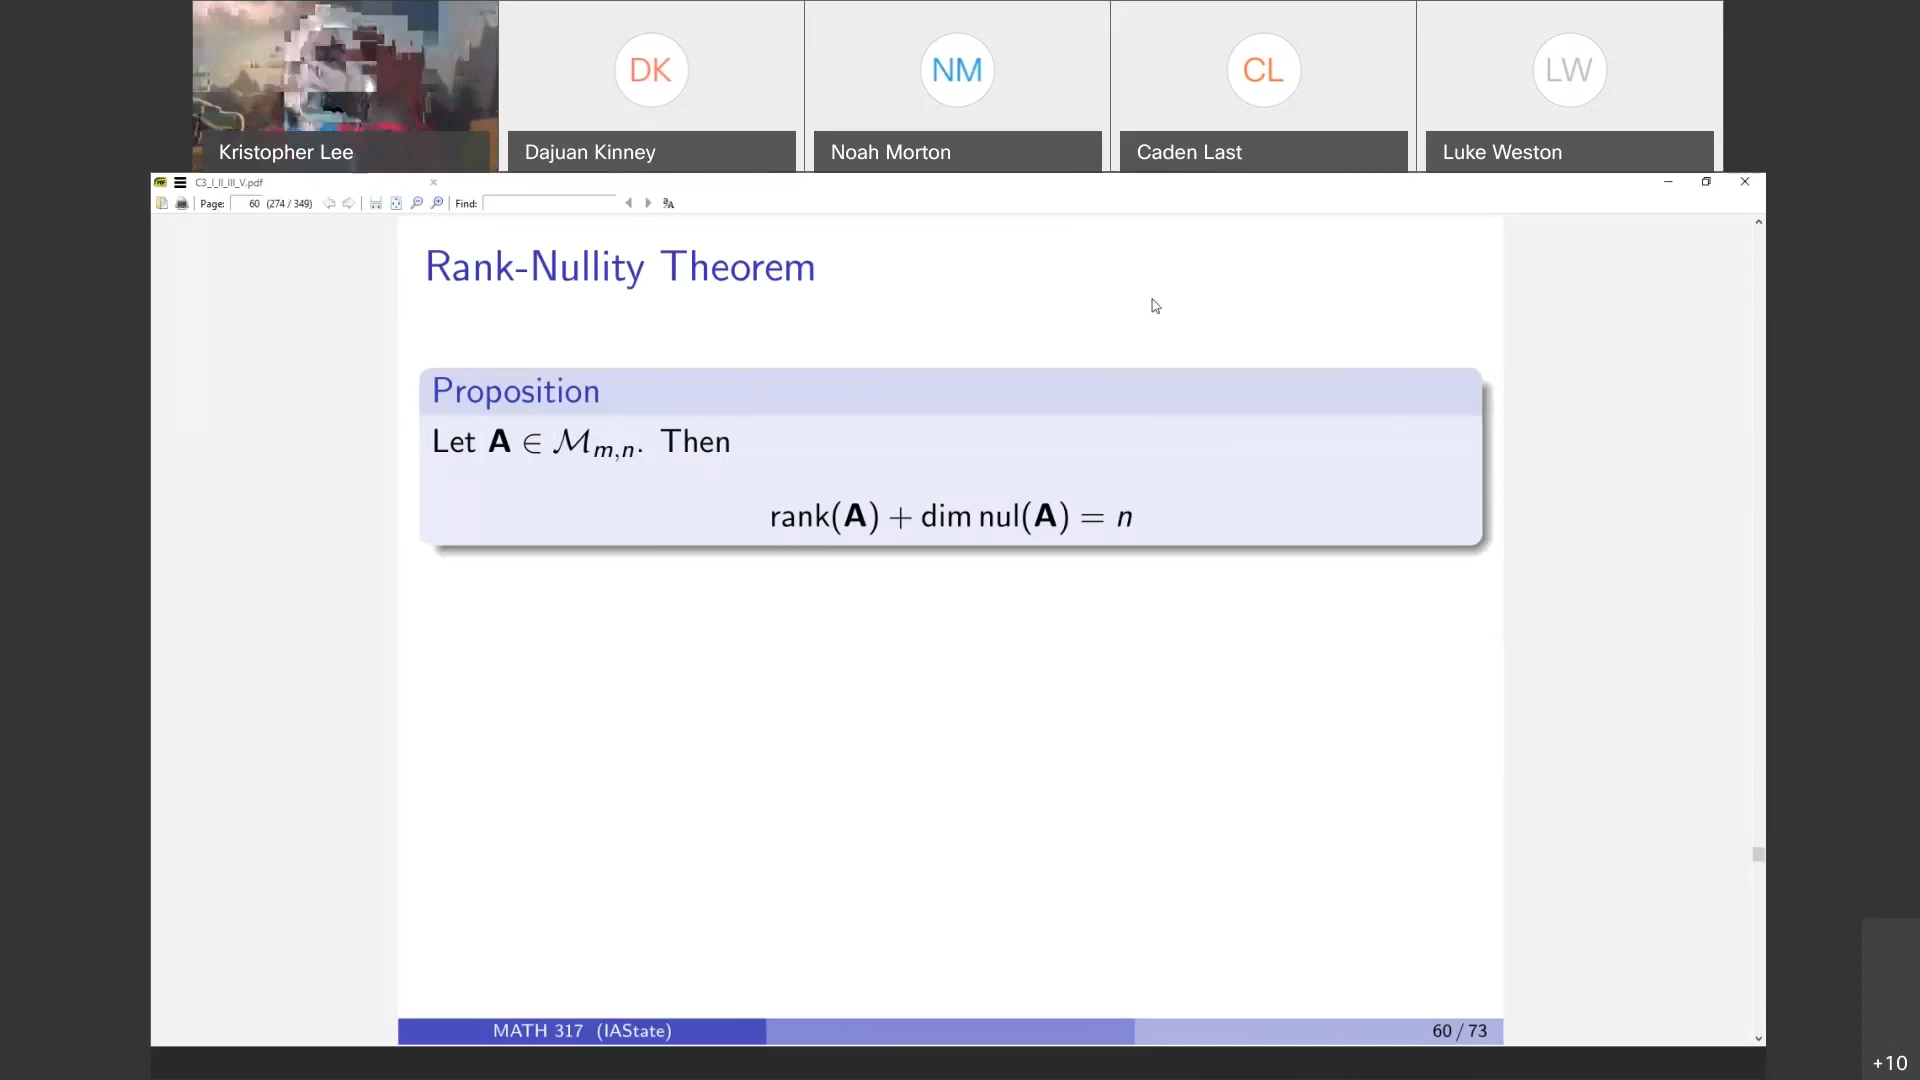 DK
NM
CL
LW
Kristopher Lee
Dajuan Kinney
Noah Morton
Caden Last
Luke Weston
C3_I_II_III_V.pdf
Page: 60 (274 / 349) Find:
Rank-Nullity Theorem
Proposition
Let A ∈ ℳm,n. Then
rank(A) + dim nul(A) = n
MATH 317 (IAState) 60 / 73
+10